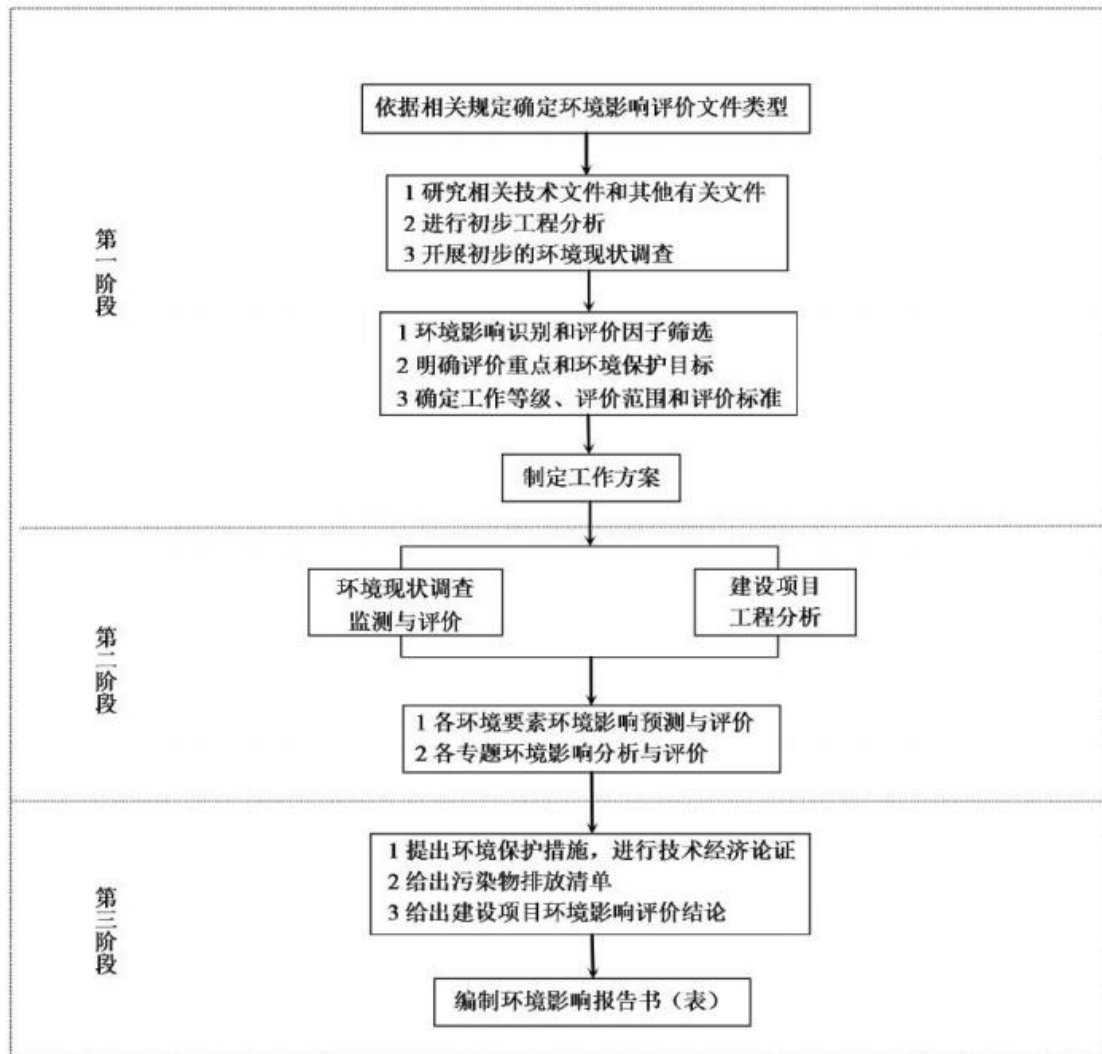 依据相关规定确定环境影响评价文件类型
1 研究相关技术文件和其他有关文件
2 进行初步工程分析
3 开展初步的环境现状调查
第一阶段
1 环境影响识别和评价因子筛选
2 明确评价重点和环境保护目标
3 确定工作等级、评价范围和评价标准
制定工作方案
环境现状调查
监测与评价
建设项目
工程分析
第二阶段
1 各环境要素环境影响预测与评价
2 各专题环境影响分析与评价
1 提出环境保护措施，进行技术经济论证
2 给出污染物排放清单
3 给出建设项目环境影响评价结论
第三阶段
编制环境影响报告书（表）